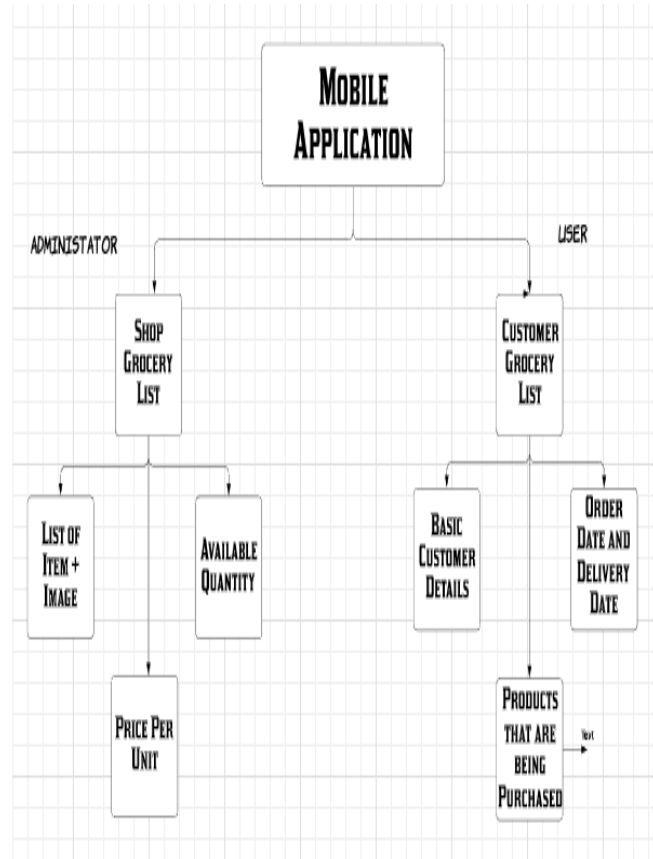 MOBILE
APPLICATION
ADMINISTATOR
USER
SHOP
GROCERY
LIST
CUSTOMER
GROCERY
LIST
LIST OF
ITEM +
IMAGE
AVAILABLE
QUANTITY
BASIC
CUSTOMER
DETAILS
ORDER
DATE AND
DELIVERY
DATE
PRICE PER
UNIT
PRODUCTS
THAT ARE
BEING
PURCHASED